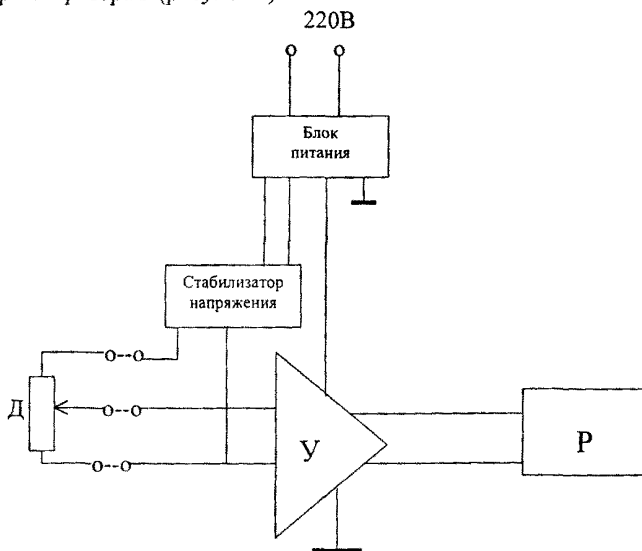 220В
Блок
питания
Стабилизатор
напряжения
Д
У
Р